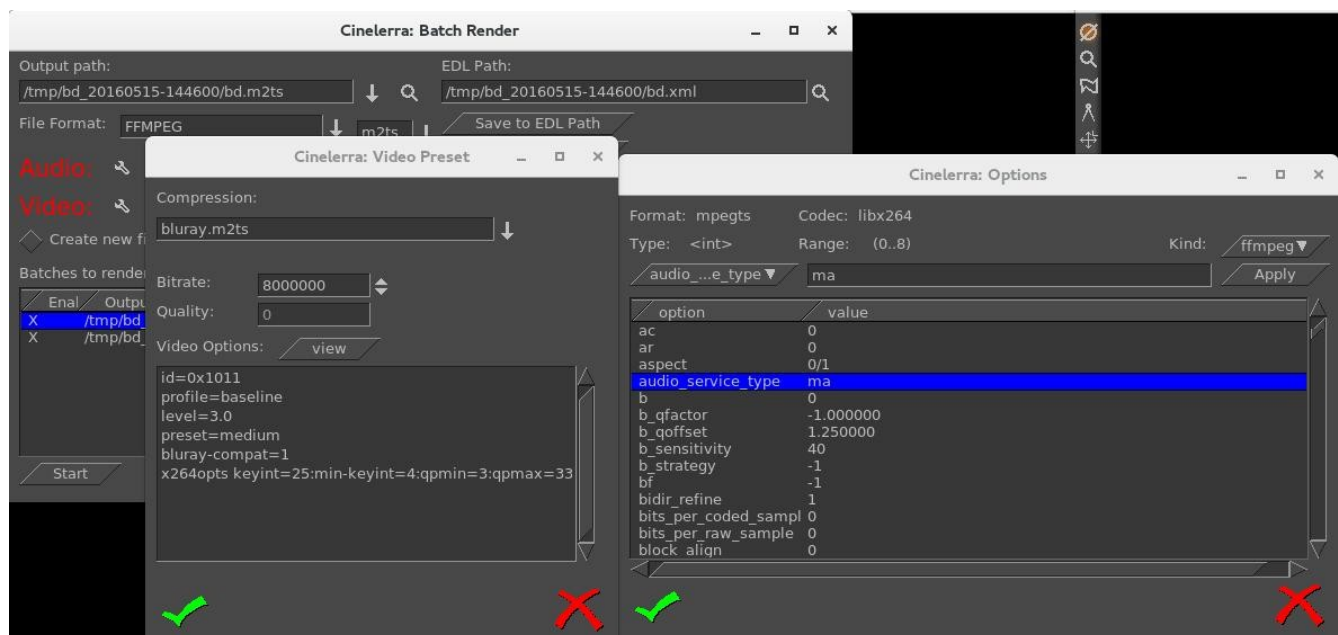 Cinelerra: Batch Render
Output path:
EDL Path:
/tmp/bd_20160515-144600/bd.m2ts
/tmp/bd_20160515-144600/bd.xml
File Format:
FFMPEG
m2ts
Save to EDL Path
Audio:
Video:
Create new fi
Batches to rende
Enal
Outpu
X /tmp/bd_
X /tmp/bd_
Start
Cinelerra: Video Preset
Compression:
bluray.m2ts
Bitrate:
8000000
Quality:
0
Video Options:
view
id=0x1011
profile=baseline
level=3.0
preset=medium
bluray-compat=1
x264opts keyint=25:min-keyint=4:qpmin=3:qpmax=33
Cinelerra: Options
Format: mpegts Codec: libx264
Type: <int> Range: (0..8) Kind: ffmpeg
audio_...e_type ma Apply
option value
ac 0
ar 0
aspect 0/1
audio_service_type ma
b 0
b_qfactor -1.000000
b_qoffset 1.250000
b_sensitivity 40
b_strategy -1
bf -1
bidir_refine 1
bits_per_coded_sampl 0
bits_per_raw_sample 0
block_align 0